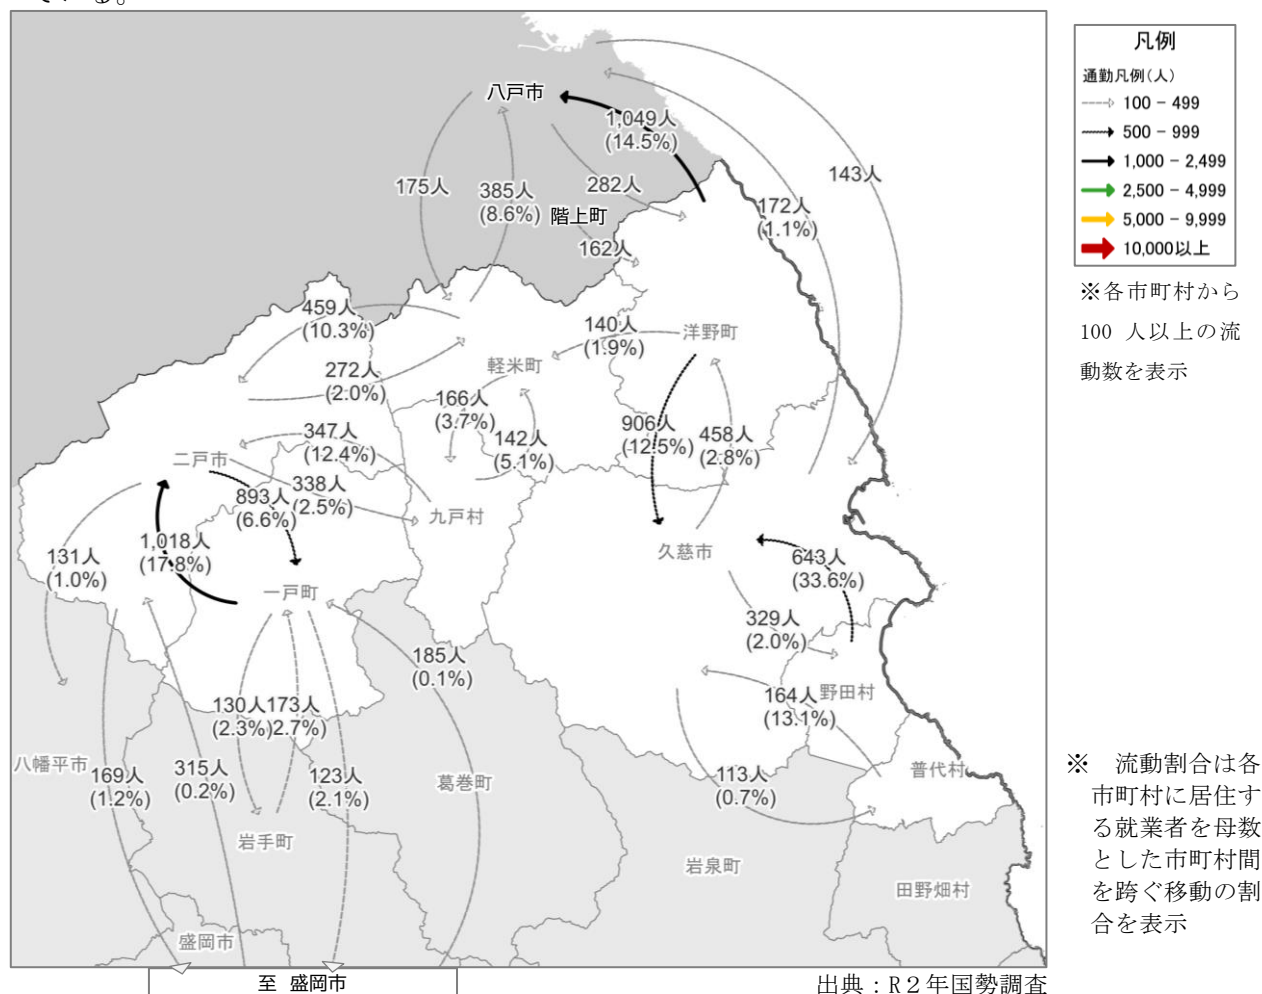 ている。
八戸市
1,049人
(14.5%)
175人
385人
(8.6%)
282人
階上町
162人
143人
172人
(1.1%)
459人
(10.3%)
272人
(2.0%)
140人
(1.9%)
洋野町
軽米町
166人
(3.7%)
142人
(5.1%)
906人
(12.5%)
458人
(2.8%)
347人
(12.4%)
二戸市
338人
(2.5%)
893人
(6.6%)
九戸村
1,018人
(17.8%)
131人
(1.0%)
一戸町
久慈市
643人
(33.6%)
329人
(2.0%)
185人
(0.1%)
164人
(13.1%)
野田村
130人
(2.3%)
173人
2.7%)
八幡平市
169人
(1.2%)
315人
(0.2%)
123人
(2.1%)
葛巻町
113人
(0.7%)
普代村
岩手町
岩泉町
田野畑村
盛岡市
至 盛岡市
出典:R2年国勢調査
凡例
通勤凡例(人)
100 - 499
500 - 999
1,000 - 2,499
2,500 - 4,999
5,000 - 9,999
10,000以上
※各市町村から
100 人以上の流
動数を表示
※ 流動割合は各
市町村に居住す
る就業者を母数
とした市町村間
を跨ぐ移動の割
合を表示